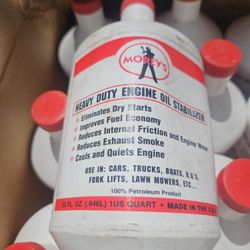 MOREY'S
HEAVY DUTY ENGINE OIL STABILIZER
• Eliminates Dry Starts
• Improves Fuel Economy
• Reduces Internal Friction and Engine Wear
• Reduces Exhaust Smoke
• Cools and Quiets Engine
USE IN: CARS, TRUCKS, BOATS, R.V.'S
FORK LIFTS, LAWN MOWERS, ETC...
100% Petroleum Product
32 FL. OZ. (.946L) 1 US QUART • MADE IN THE U.S.A.